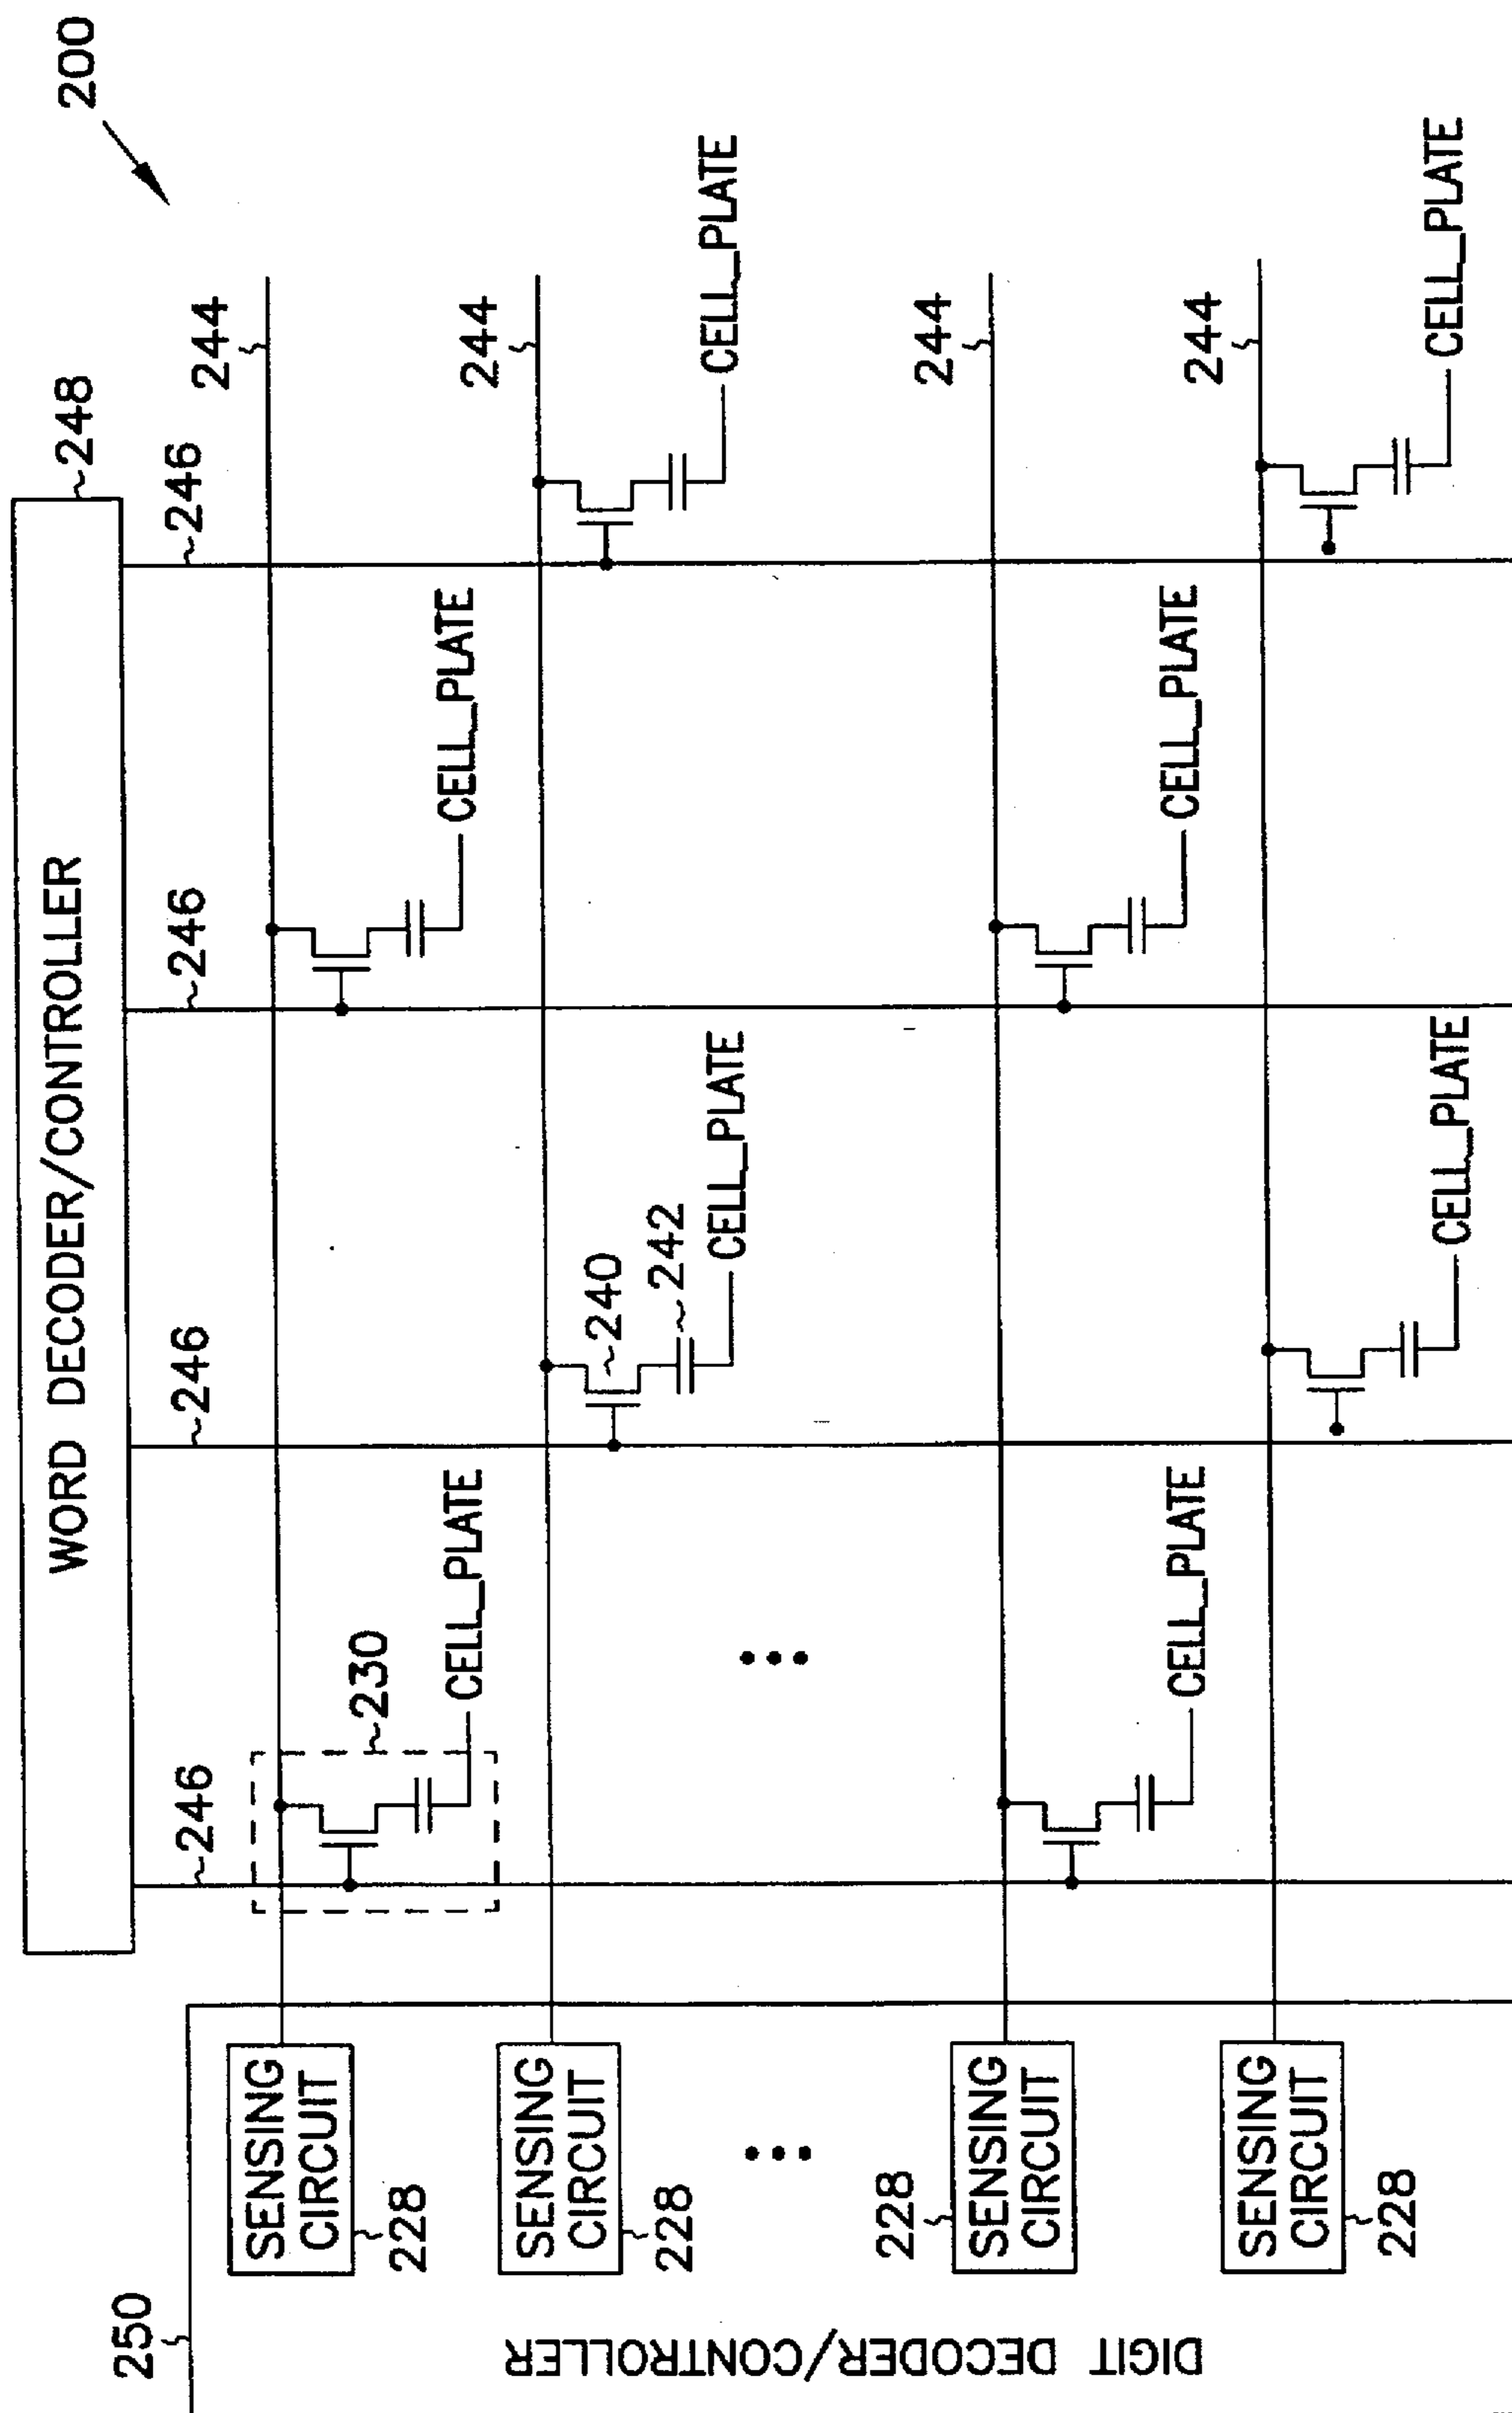 WORD DECODER/CONTROLLER
248
200
250
246
246
246
246
244
SENSING
CIRCUIT
228
230
CELL_PLATE
CELL_PLATE
244
SENSING
CIRCUIT
228
240
242
CELL_PLATE
CELL_PLATE
DIGIT DECODER/CONTROLLER
244
228
SENSING
CIRCUIT
CELL_PLATE
CELL_PLATE
244
SENSING
CIRCUIT
228
CELL_PLATE
CELL_PLATE